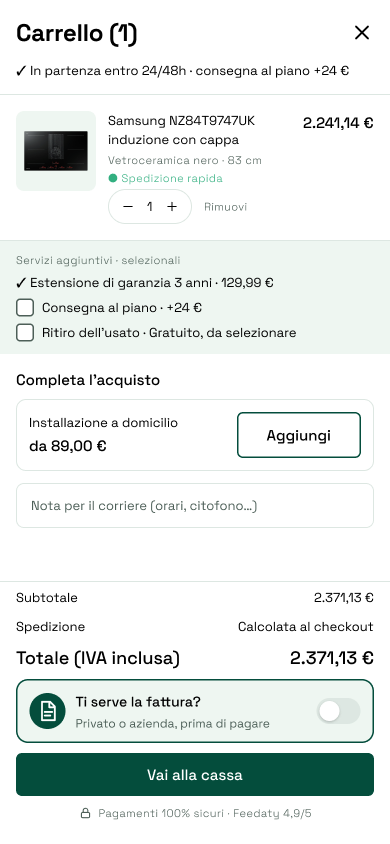 Carrello (1)
✓ In partenza entro 24/48h · consegna al piano +24 €
Samsung NZ84T9747UK
induzione con cappa
2.241,14 €
Vetroceramica nero · 83 cm
Spedizione rapida
− 1 +
Rimuovi
Servizi aggiuntivi · selezionali
✓ Estensione di garanzia 3 anni · 129,99 €
Consegna al piano · +24 €
Ritiro dell'usato · Gratuito, da selezionare
Completa l'acquisto
Installazione a domicilio
da 89,00 €
Aggiungi
Nota per il corriere (orari, citofono…)
Subtotale
2.371,13 €
Spedizione
Calcolata al checkout
Totale (IVA inclusa)
2.371,13 €
Ti serve la fattura?
Privato o azienda, prima di pagare
Vai alla cassa
Pagamenti 100% sicuri · Feedaty 4,9/5